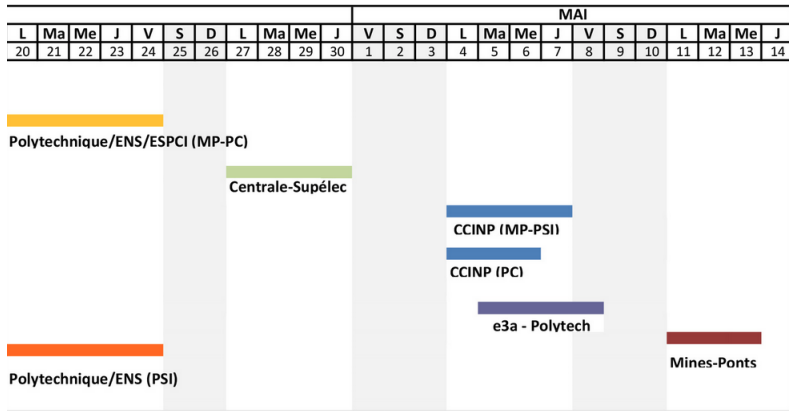 MAI
L Ma Me J V S D L Ma Me J V S D L Ma Me J V S D L Ma Me J
20 21 22 23 24 25 26 27 28 29 30 1 2 3 4 5 6 7 8 9 10 11 12 13 14
Polytechnique/ENS/ESPCI (MP-PC)
Centrale-Supélec
CCINP (MP-PSI)
CCINP (PC)
e3a - Polytech
Mines-Ponts
Polytechnique/ENS (PSI)